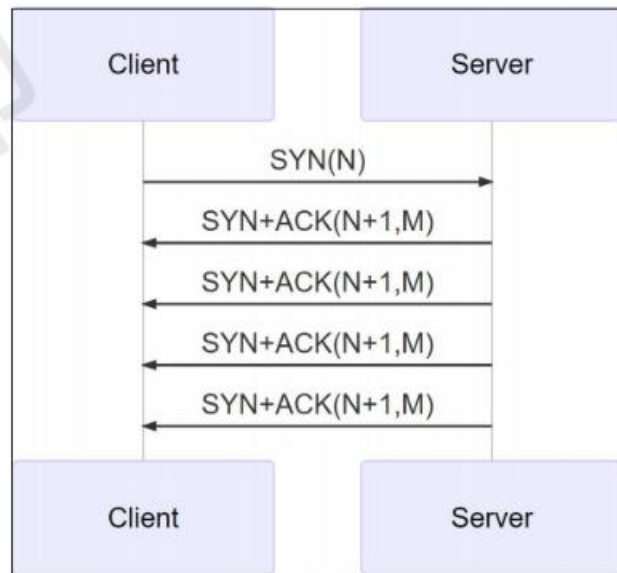 Client
Server
SYN(N)
SYN+ACK(N+1,M)
SYN+ACK(N+1,M)
SYN+ACK(N+1,M)
SYN+ACK(N+1,M)
Client
Server